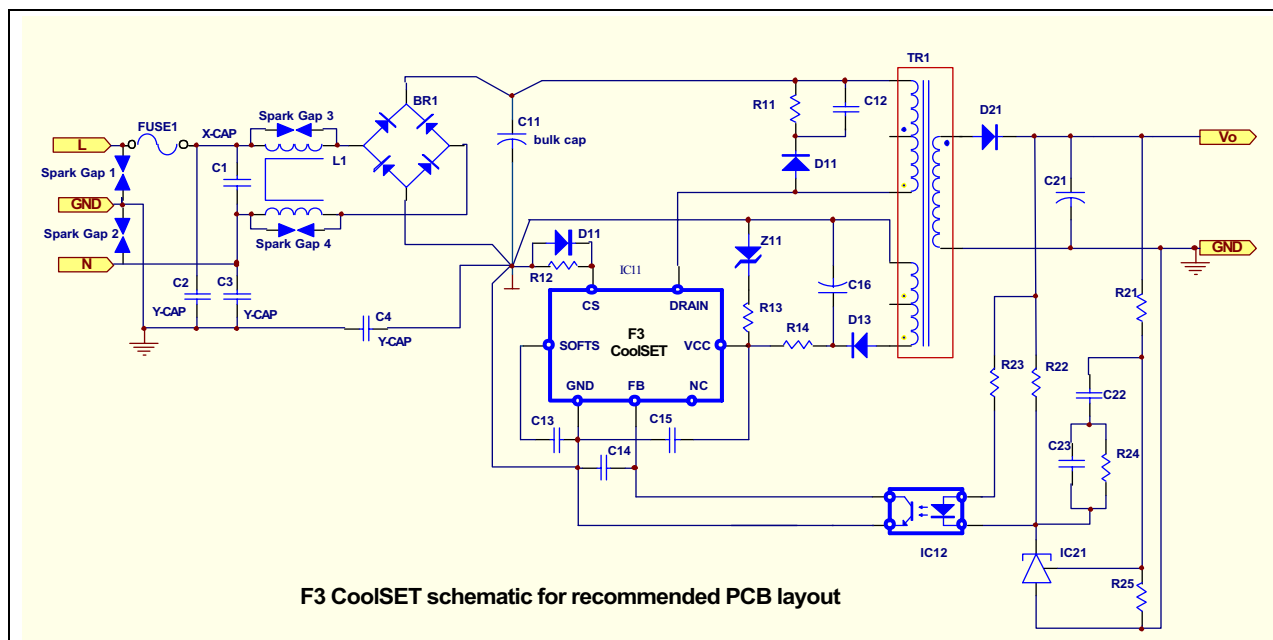 TR1
BR1
D21
R11
C12
Spark Gap 3
FUSE1
X-CAP
C11
bulk cap
L
Vo
L1
D11
Spark Gap 1
C1
C21
GND
Spark Gap 2
Spark Gap 4
D11
Z11
GND
N
R12
IC11
C2
C3
CS
DRAIN
C16
R21
Y-CAP
Y-CAP
C4
R13
Y-CAP
F3
CoolSET
SOFTS
VCC
R14
D13
R23
R22
GND
FB
NC
C22
C13
C15
C14
C23
R24
IC12
IC21
R25
F3 CoolSET schematic for recommended PCB layout